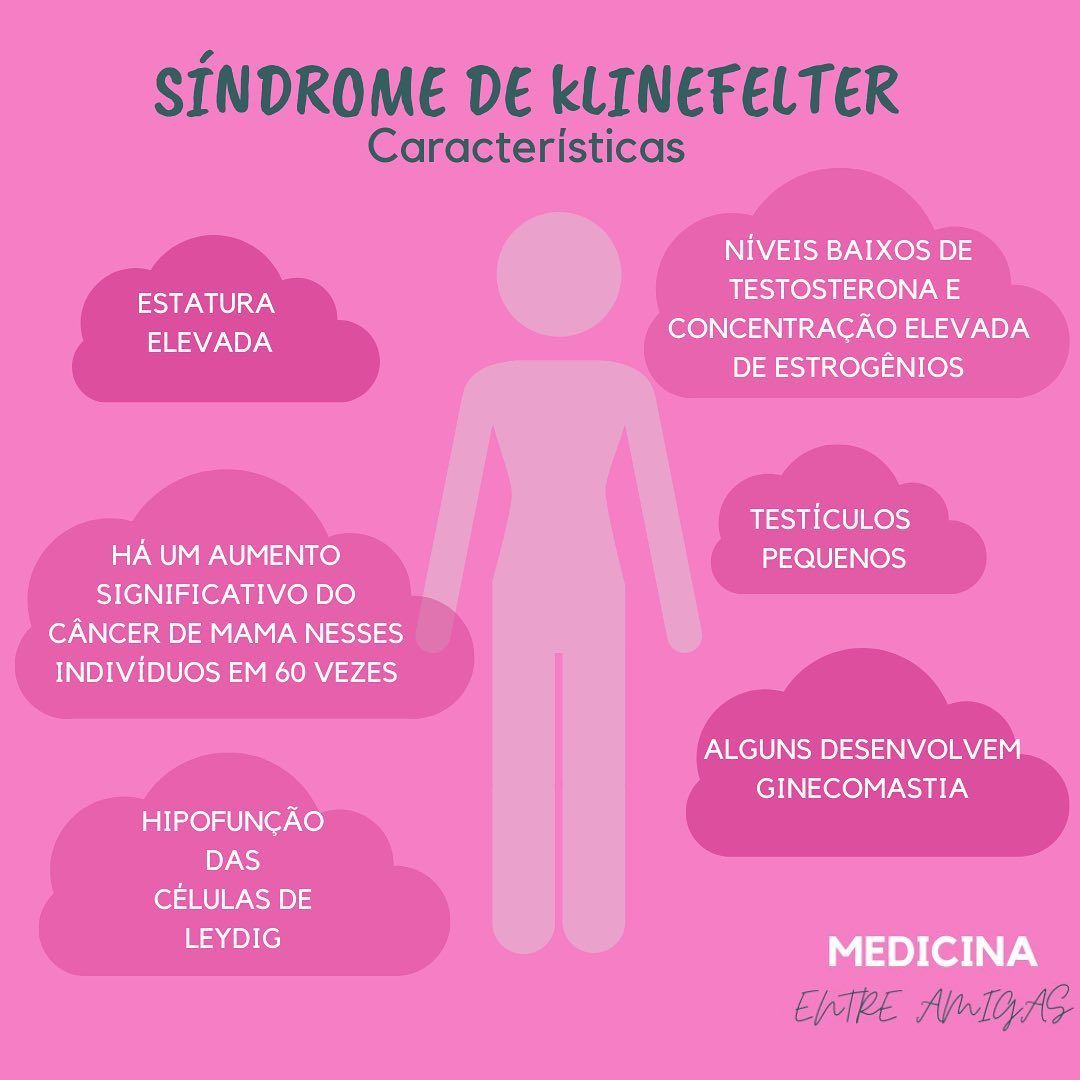 SÍNDROME DE KLINEFELTER
Características
ESTATURA
ELEVADA
NÍVEIS BAIXOS DE
TESTOSTERONA E
CONCENTRAÇÃO ELEVADA
DE ESTROGÊNIOS
HÁ UM AUMENTO
SIGNIFICATIVO DO
CÂNCER DE MAMA NESSES
INDIVÍDUOS EM 60 VEZES
TESTÍCULOS
PEQUENOS
HIPOFUNÇÃO
DAS
CÉLULAS DE
LEYDIG
ALGUNS DESENVOLVEM
GINECOMASTIA
MEDICINA
ENTRE AMIGAS